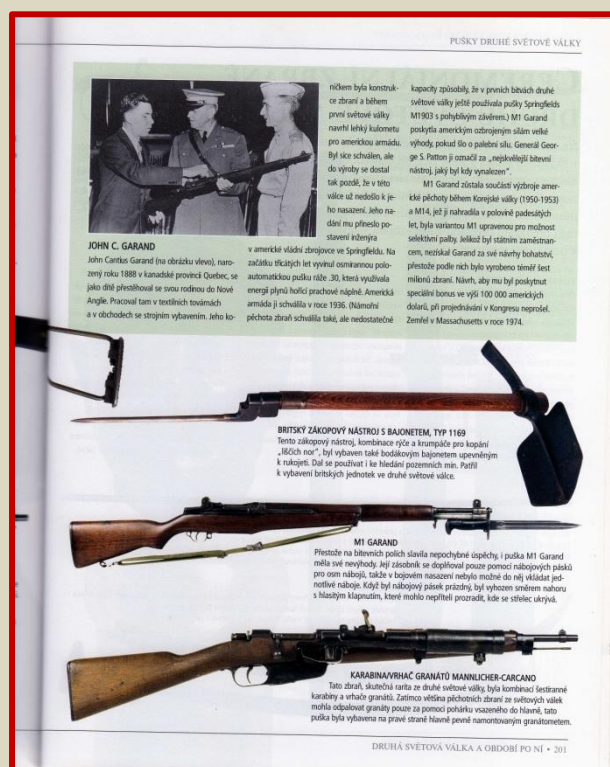 PUŠKY DRUHÉ SVĚTOVÉ VÁLKY
JOHN C. GARAND
John Cantius Garand (na obrázku vlevo), naro-
zený roku 1888 v kanadské provincii Quebec, se
jako dítě přestěhoval se svou rodinou do Nové
Anglie. Pracoval tam v textilních továrnách
a v obchodech se strojním vybavením. Jeho ko-
níčkem byla konstruk-
ce zbraní a během
první světové války
navrhl lehký kulometu
pro americkou armádu.
Byl sice schválen, ale
do výroby se dostal
tak pozdě, že v této
válce už nedošlo k je-
ho nasazení. Jeho na-
dání mu přineslo po-
stavení inženýra
v americké vládní zbrojovce ve Springfieldu. Na
začátku třicátých let vyvinul osmirannou polo-
automatickou pušku ráže .30, která využívala
energii plynů hořící prachové náplně. Americká
armáda ji schválila v roce 1936. (Námořní
pěchota zbraň schválila také, ale nedostatečné
kapacity způsobily, že v prvních bitvách druhé
světové války ještě používala pušky Springfields
M1903 s pohyblivým závěrem.) M1 Garand
poskytla americkým ozbrojeným silám velké
výhody, pokud šlo o palební sílu. Generál Geor-
ge S. Patton ji označil za „nejskvělejší bitevní
nástroj, jaký byl kdy vynalezen“.
M1 Garand zůstala součástí výzbroje ame-
rické pěchoty během Korejské války (1950-1953)
a M14, jež ji nahradila v polovině padesátých
let, byla variantou M1 upravenou pro možnost
selektivní palby. Jelikož byl státním zaměstnan-
cem, nezískal Garand za své návrhy bohatství,
přestože podle nich bylo vyrobeno téměř šest
milionů zbraní. Návrh, aby mu byl poskytnut
speciální bonus ve výši 100 000 amerických
dolarů, při projednávání v Kongresu neprošel.
Zemřel v Massachusetts v roce 1974.
BRITSKÝ ZÁKOPOVÝ NÁSTROJ S BAJONETEM, TYP 1169
Tento zákopový nástroj, kombinace rýče a krumpáče pro kopání
„liščích nor“, byl vybaven také bodákovým bajonetem upevněným
k rukojeti. Dal se používat i ke hledání pozemních min. Patřil
k vybavení britských jednotek ve druhé světové válce.
M1 GARAND
Přestože na bitevních polích slavila nepochybné úspěchy, i puška M1 Garand
měla své nevýhody. Její zásobník se doplňoval pouze pomocí nábojových pásků
pro osm nábojů, takže v bojovém nasazení nebylo možné do něj vkládat jed-
notlivé náboje. Když byl nábojový pásek prázdný, byl vyhozen směrem nahoru
s hlasitým klapnutím, které mohlo nepříteli prozradit, kde se střelec ukrývá.
KARABINA/VRHAČ GRANÁTŮ MANNLICHER-CARCANO
Tato zbraň, skutečná rarita ze druhé světové války, byla kombinací šestiranné
karabiny a vrhače granátů. Zatímco většina pěchotních zbraní ze světových válek
mohla odpalovat granáty pouze za pomoci pohárku vsazeného do hlavně, tato
puška byla vybavena na pravé straně hlavně pevně namontovaným granátometem.
DRUHÁ SVĚTOVÁ VÁLKA A OBDOBÍ PO NÍ • 201